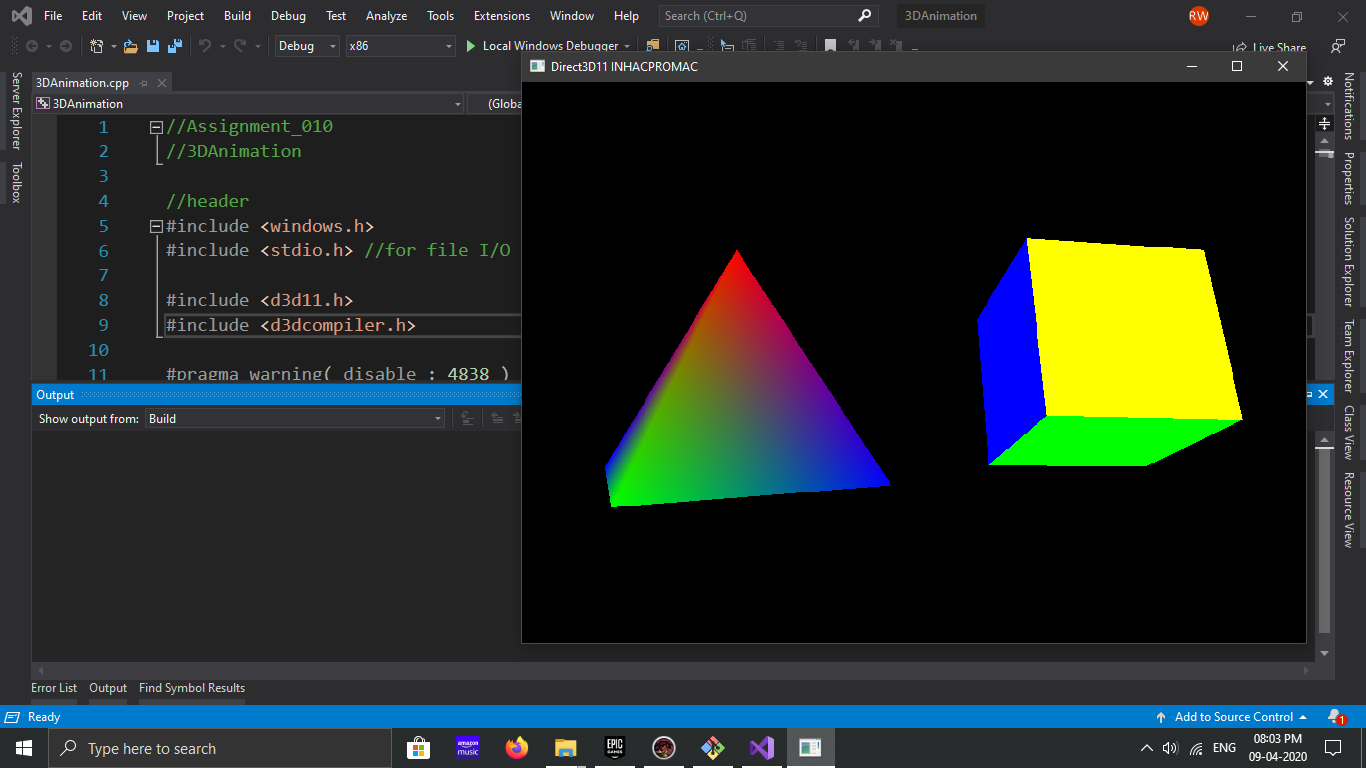 File Edit View Project Build Debug Test Analyze Tools Extensions Window Help Search (Ctrl+Q) 3DAnimation RW
Debug x86 Local Windows Debugger Live Share
Direct3D11 INHACPROMAC
3DAnimation.cpp
3DAnimation (Globa
Server Explorer
Toolbox
1 //Assignment_010
2 //3DAnimation
3
4 //header
5 #include <windows.h>
6 #include <stdio.h> //for file I/O
7
8 #include <d3d11.h>
9 #include <d3dcompiler.h>
10
11 #pragma warning( disable : 4838 )
Notifications
Properties
Solution Explorer
Team Explorer
Class View
Resource View
Output
Show output from: Build
Error List Output Find Symbol Results
Ready Add to Source Control 1
Type here to search amazon music EPIC GAMES ENG 08:03 PM
09-04-2020